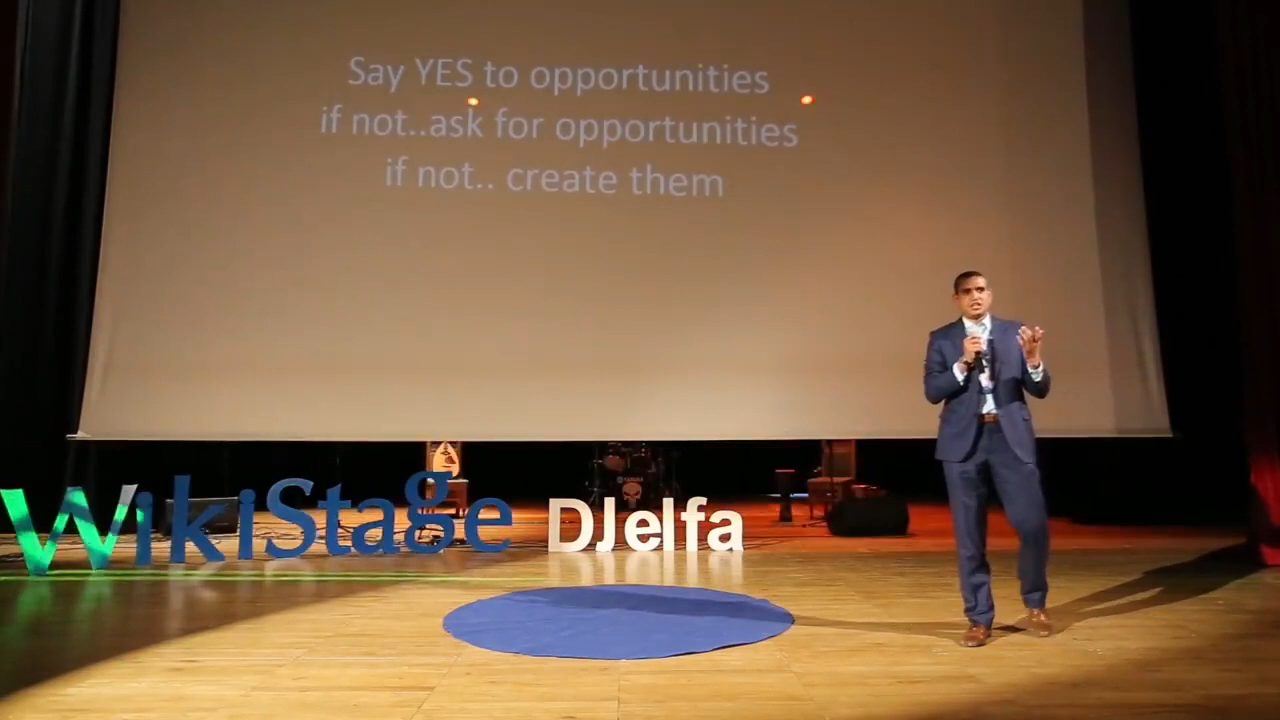 Say YES to opportunities
if not..ask for opportunities
if not.. create them
WikiStage DJelfa